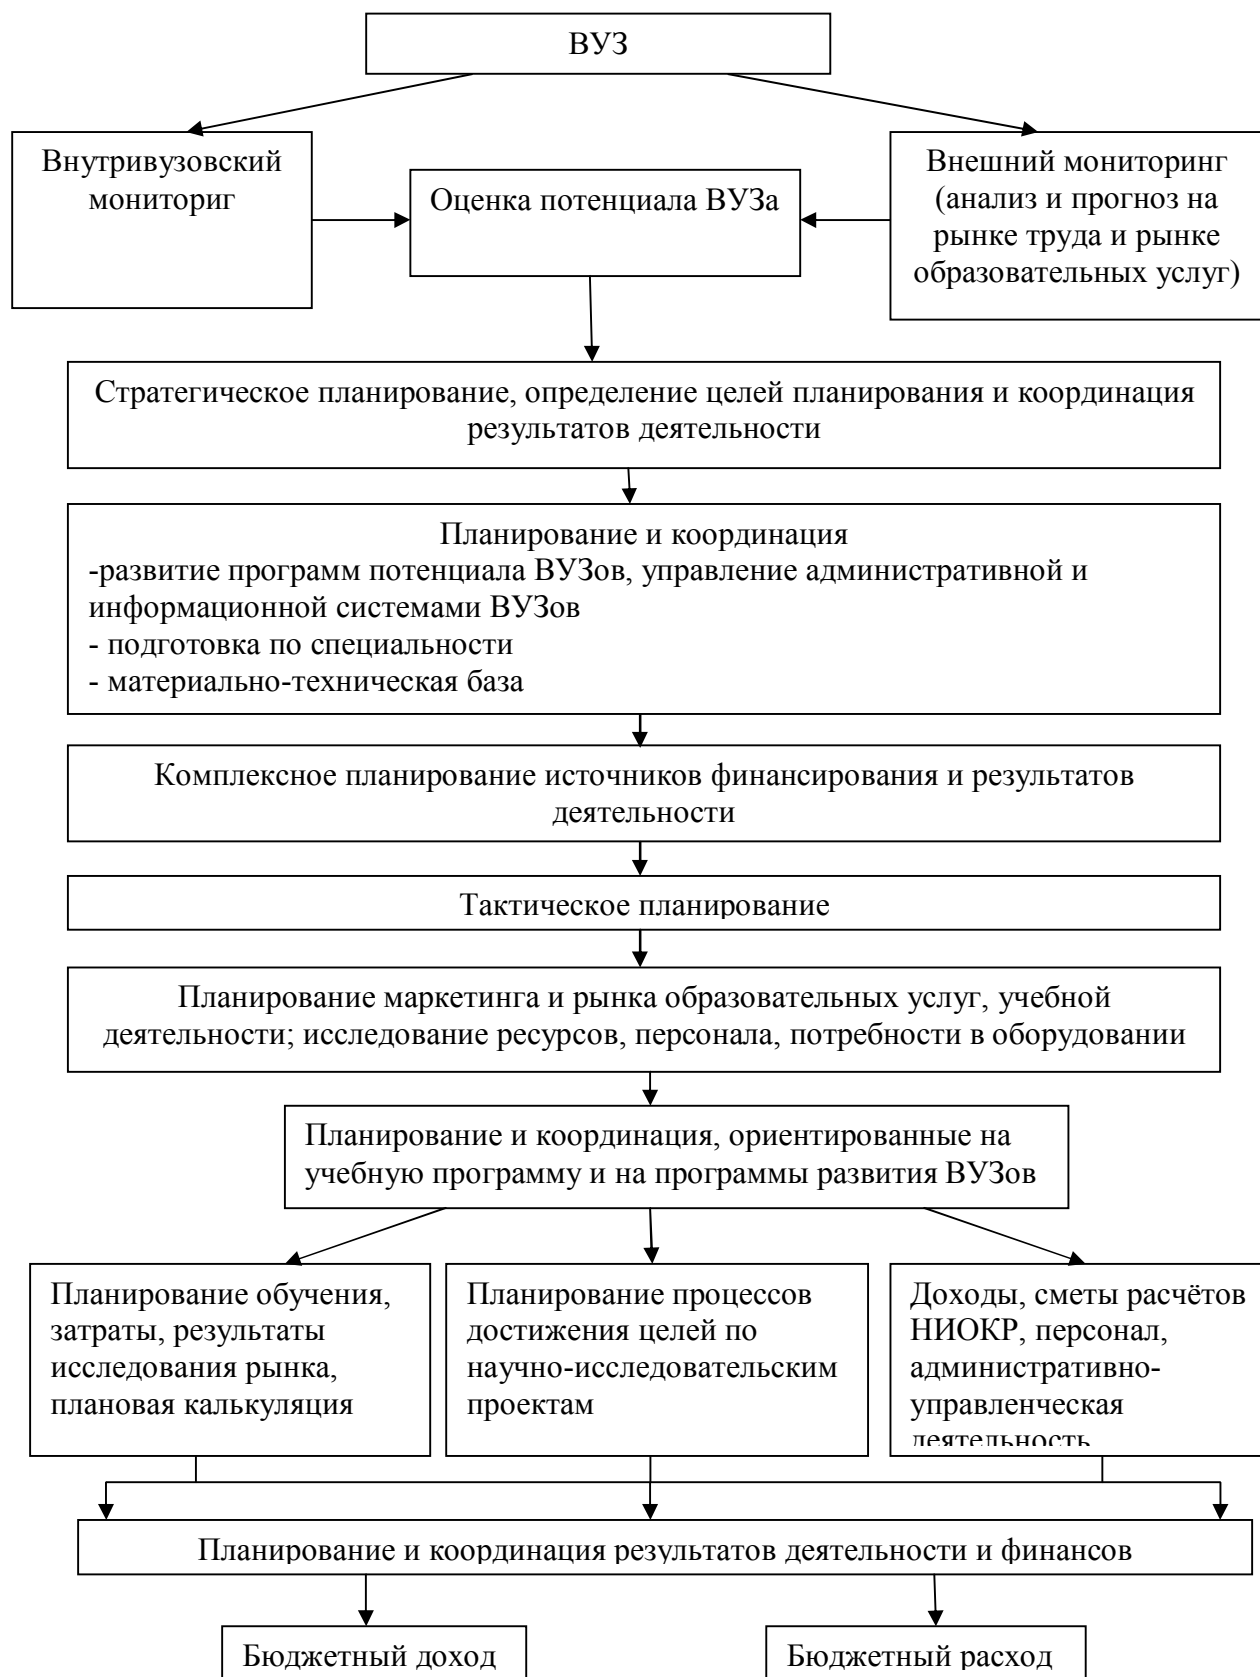 ВУЗ
Внутривузовский
мониториг
Оценка потенциала ВУЗа
Внешний мониторинг
(анализ и прогноз на
рынке труда и рынке
образовательных услуг)
Стратегическое планирование, определение целей планирования и координация
результатов деятельности
Планирование и координация
-развитие программ потенциала ВУЗов, управление административной и
информационной системами ВУЗов
- подготовка по специальности
- материально-техническая база
Комплексное планирование источников финансирования и результатов
деятельности
Тактическое планирование
Планирование маркетинга и рынка образовательных услуг, учебной
деятельности; исследование ресурсов, персонала, потребности в оборудовании
Планирование и координация, ориентированные на
учебную программу и на программы развития ВУЗов
Планирование обучения,
затраты, результаты
исследования рынка,
плановая калькуляция
Планирование процессов
достижения целей по
научно-исследовательским
проектам
Доходы, сметы расчётов
НИОКР, персонал,
административно-
управленческая
деятельность
Планирование и координация результатов деятельности и финансов
Бюджетный доход
Бюджетный расход